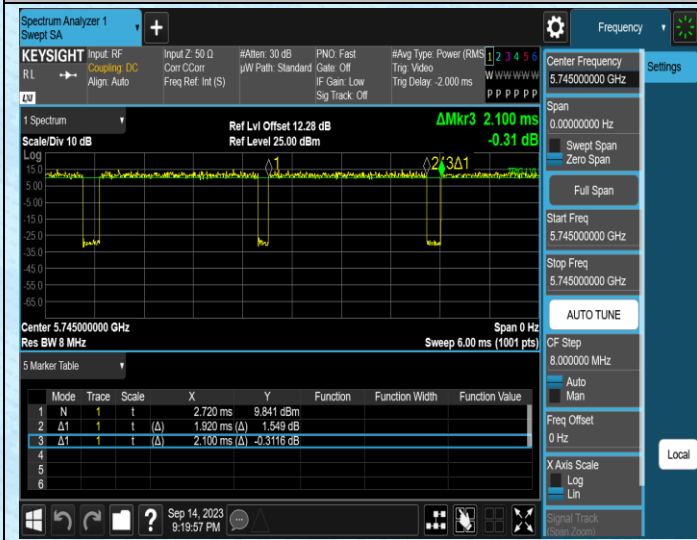 Spectrum Analyzer 1
Swept SA
Frequency
KEYSIGHT
RL
LXI
Input: RF
Coupling: DC
Align: Auto
Input Z: 50 Ω
Corr CCorr
Freq Ref: Int (S)
#Atten: 30 dB
µW Path: Standard
PNO: Fast
Gate: Off
IF Gain: Low
Sig Track: Off
#Avg Type: Power (RMS
Trig: Video
Trig Delay: -2.000 ms
1 2 3 4 5 6
W W W W W W
P P P P P P
Center Frequency
5.745000000 GHz
Settings
Span
0.00000000 Hz
Swept Span
Zero Span
Full Span
Start Freq
5.745000000 GHz
Stop Freq
5.745000000 GHz
AUTO TUNE
CF Step
8.000000 MHz
Auto
Man
Freq Offset
0 Hz
X Axis Scale
Log
Lin
Signal Track
(Span Zoom)
Local
1 Spectrum
Scale/Div 10 dB
Ref Lvl Offset 12.28 dB
Ref Level 25.00 dBm
ΔMkr3 2.100 ms
-0.31 dB
Log
15.0
5.00
-5.00
-15.0
-25.0
-35.0
-45.0
-55.0
-65.0
1
2
3Δ1
Center 5.745000000 GHz
Res BW 8 MHz
Span 0 Hz
Sweep 6.00 ms (1001 pts)
5 Marker Table
Mode Trace Scale X Y Function Function Width Function Value
1 N 1 t 2.720 ms 9.841 dBm
2 Δ1 1 t (Δ) 1.920 ms (Δ) 1.549 dB
3 Δ1 1 t (Δ) 2.100 ms (Δ) -0.3116 dB
4
5
6
?
Sep 14, 2023
9:19:57 PM